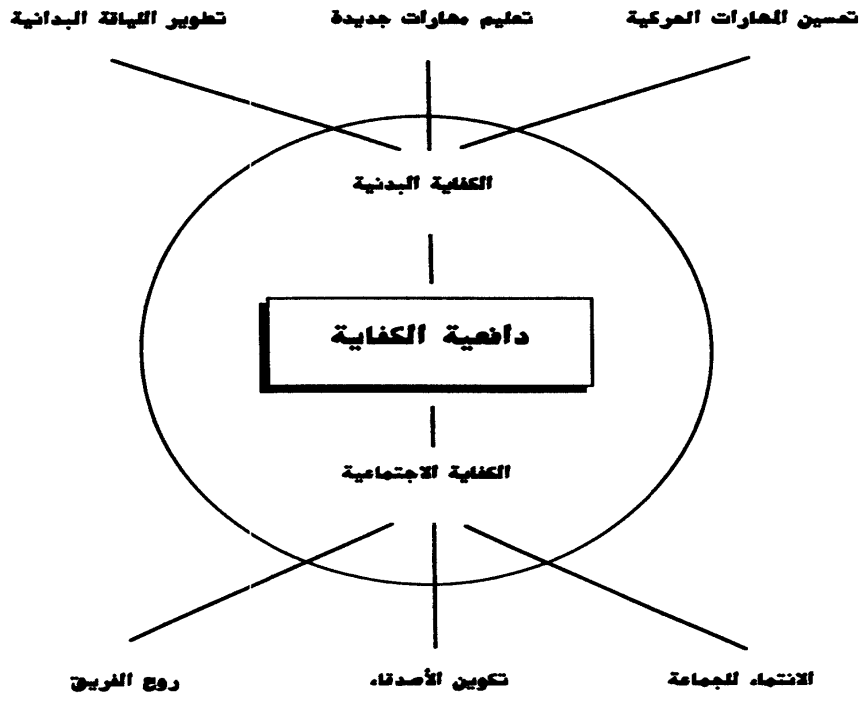 تحسين المهارات الحركية
تعليم مهارات جديدة
تطوير اللياقة البدانية
الكفاية البدنية
دافعية الكفاية
الكفاية الاجتماعية
الانتماء للجماعة
تكوين الأصدقاء
روح الفريق